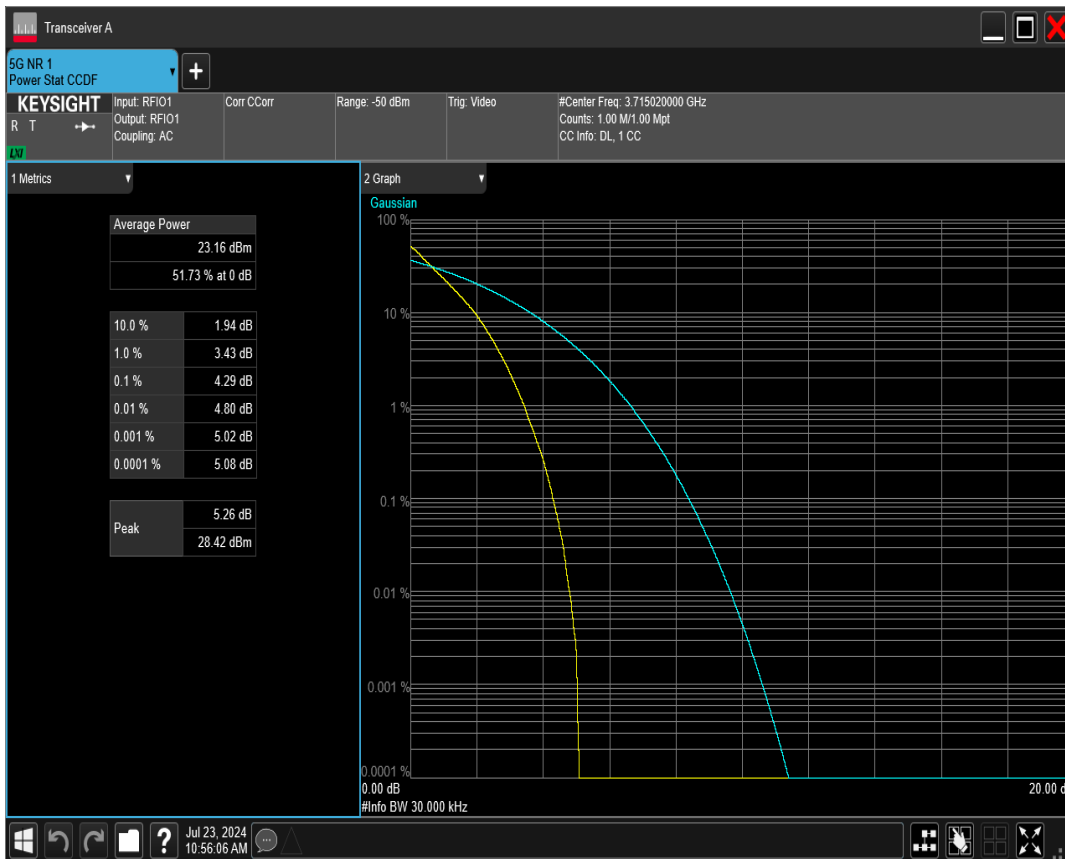 Transceiver A
5G NR 1
Power Stat CCDF
+
KEYSIGHT
R T
LXI
Input: RFIO1
Output: RFIO1
Coupling: AC
Corr CCorr
Range: -50 dBm
Trig: Video
#Center Freq: 3.715020000 GHz
Counts: 1.00 M/1.00 Mpt
CC Info: DL, 1 CC
1 Metrics
Average Power
23.16 dBm
51.73 % at 0 dB
10.0 % 1.94 dB
1.0 % 3.43 dB
0.1 % 4.29 dB
0.01 % 4.80 dB
0.001 % 5.02 dB
0.0001 % 5.08 dB
Peak
5.26 dB
28.42 dBm
2 Graph
Gaussian
100 %
10 %
1 %
0.1 %
0.01 %
0.001 %
0.0001 %
0.00 dB
20.00 d
#Info BW 30.000 kHz
?
Jul 23, 2024
10:56:06 AM